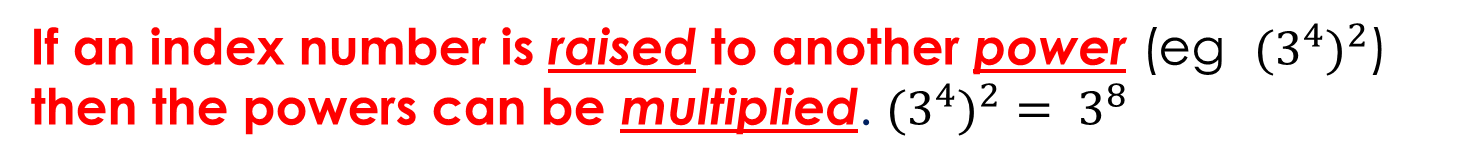 If an index number is raised to another power (eg (3⁴)²)
then the powers can be multiplied. (3⁴)² = 3⁸